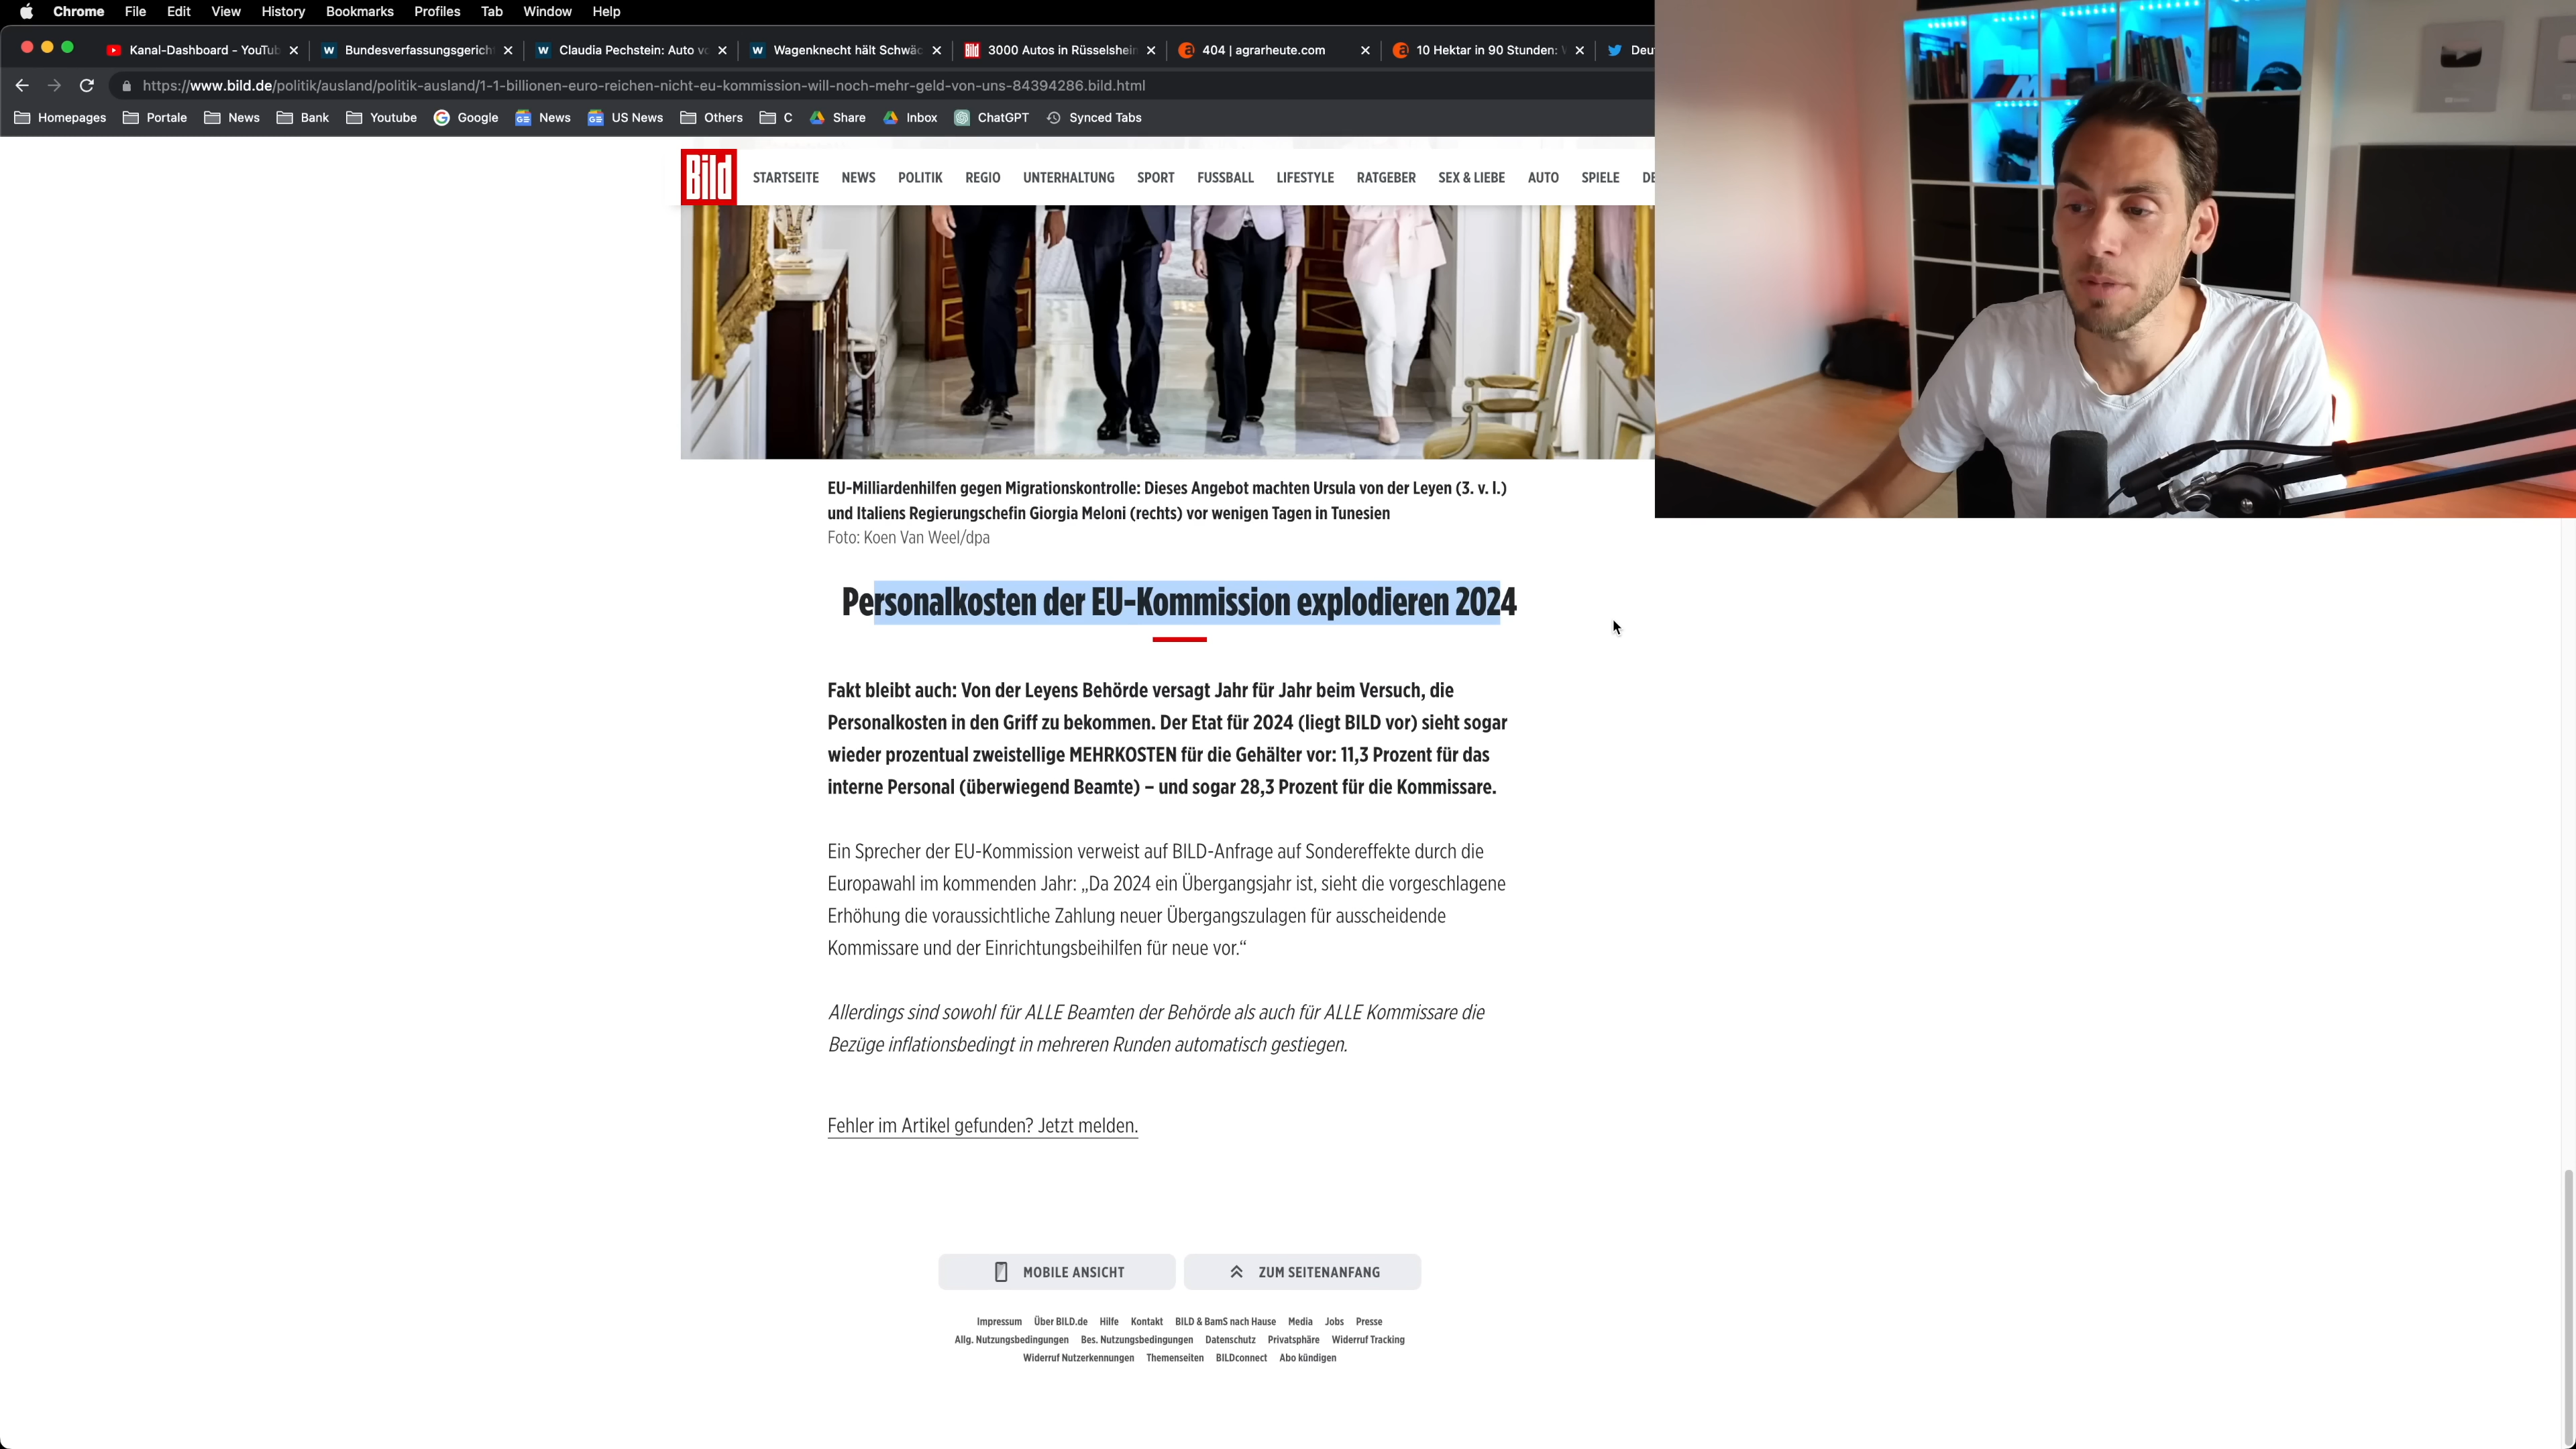 Chrome File Edit View History Bookmarks Profiles Tab Window Help
Kanal-Dashboard - YouTub Bundesverfassungsgerich Claudia Pechstein: Auto vo Wagenknecht hält Schwäc 3000 Autos in Rüsselshein 404 | agrarheute.com 10 Hektar in 90 Stunden: Deu
https://www.bild.de/politik/ausland/politik-ausland/1-1-billionen-euro-reichen-nicht-eu-kommission-will-noch-mehr-geld-von-uns-84394286.bild.html
Homepages Portale News Bank Youtube Google News US News Others C Share Inbox ChatGPT Synced Tabs
Bild STARTSEITE NEWS POLITIK REGIO UNTERHALTUNG SPORT FUSSBALL LIFESTYLE RATGEBER SEX & LIEBE AUTO SPIELE DE
EU-Milliardenhilfen gegen Migrationskontrolle: Dieses Angebot machten Ursula von der Leyen (3. v. l.)
und Italiens Regierungschefin Giorgia Meloni (rechts) vor wenigen Tagen in Tunesien
Foto: Koen Van Weel/dpa
Personalkosten der EU-Kommission explodieren 2024
Fakt bleibt auch: Von der Leyens Behörde versagt Jahr für Jahr beim Versuch, die
Personalkosten in den Griff zu bekommen. Der Etat für 2024 (liegt BILD vor) sieht sogar
wieder prozentual zweistellige MEHRKOSTEN für die Gehälter vor: 11,3 Prozent für das
interne Personal (überwiegend Beamte) – und sogar 28,3 Prozent für die Kommissare.
Ein Sprecher der EU-Kommission verweist auf BILD-Anfrage auf Sondereffekte durch die
Europawahl im kommenden Jahr: „Da 2024 ein Übergangsjahr ist, sieht die vorgeschlagene
Erhöhung die voraussichtliche Zahlung neuer Übergangszulagen für ausscheidende
Kommissare und der Einrichtungsbeihilfen für neue vor.“
Allerdings sind sowohl für ALLE Beamten der Behörde als auch für ALLE Kommissare die
Bezüge inflationsbedingt in mehreren Runden automatisch gestiegen.
Fehler im Artikel gefunden? Jetzt melden.
MOBILE ANSICHT ZUM SEITENANFANG
Impressum Über BILD.de Hilfe Kontakt BILD & BamS nach Hause Media Jobs Presse
Allg. Nutzungsbedingungen Bes. Nutzungsbedingungen Datenschutz Privatsphäre Widerruf Tracking
Widerruf Nutzerkennungen Themenseiten BILDconnect Abo kündigen